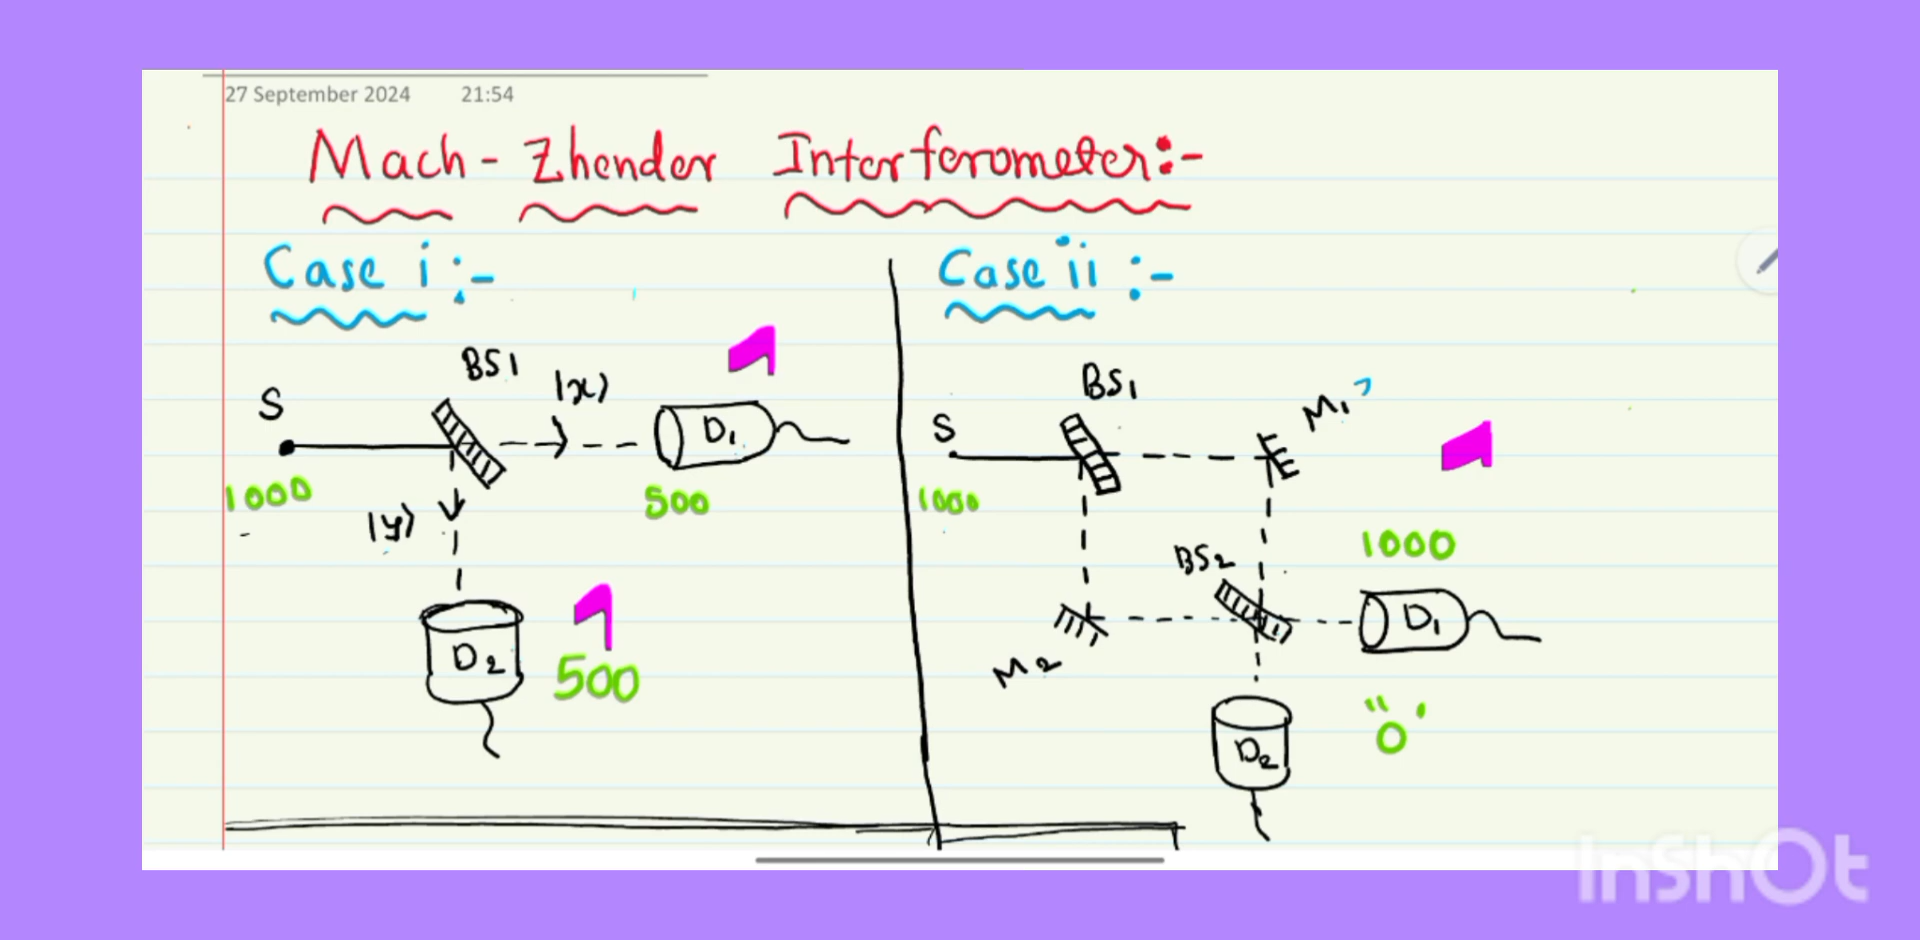 27 September 2024 21:54
Mach - Zhender Interferometer:-
Case i :-
Case ii :-
BS1
|x⟩
S
D1
1000
500
|y⟩
D2
500
BS1
M1
S
1000
1000
BS2
D1
M2
"0"
D2
InShOt